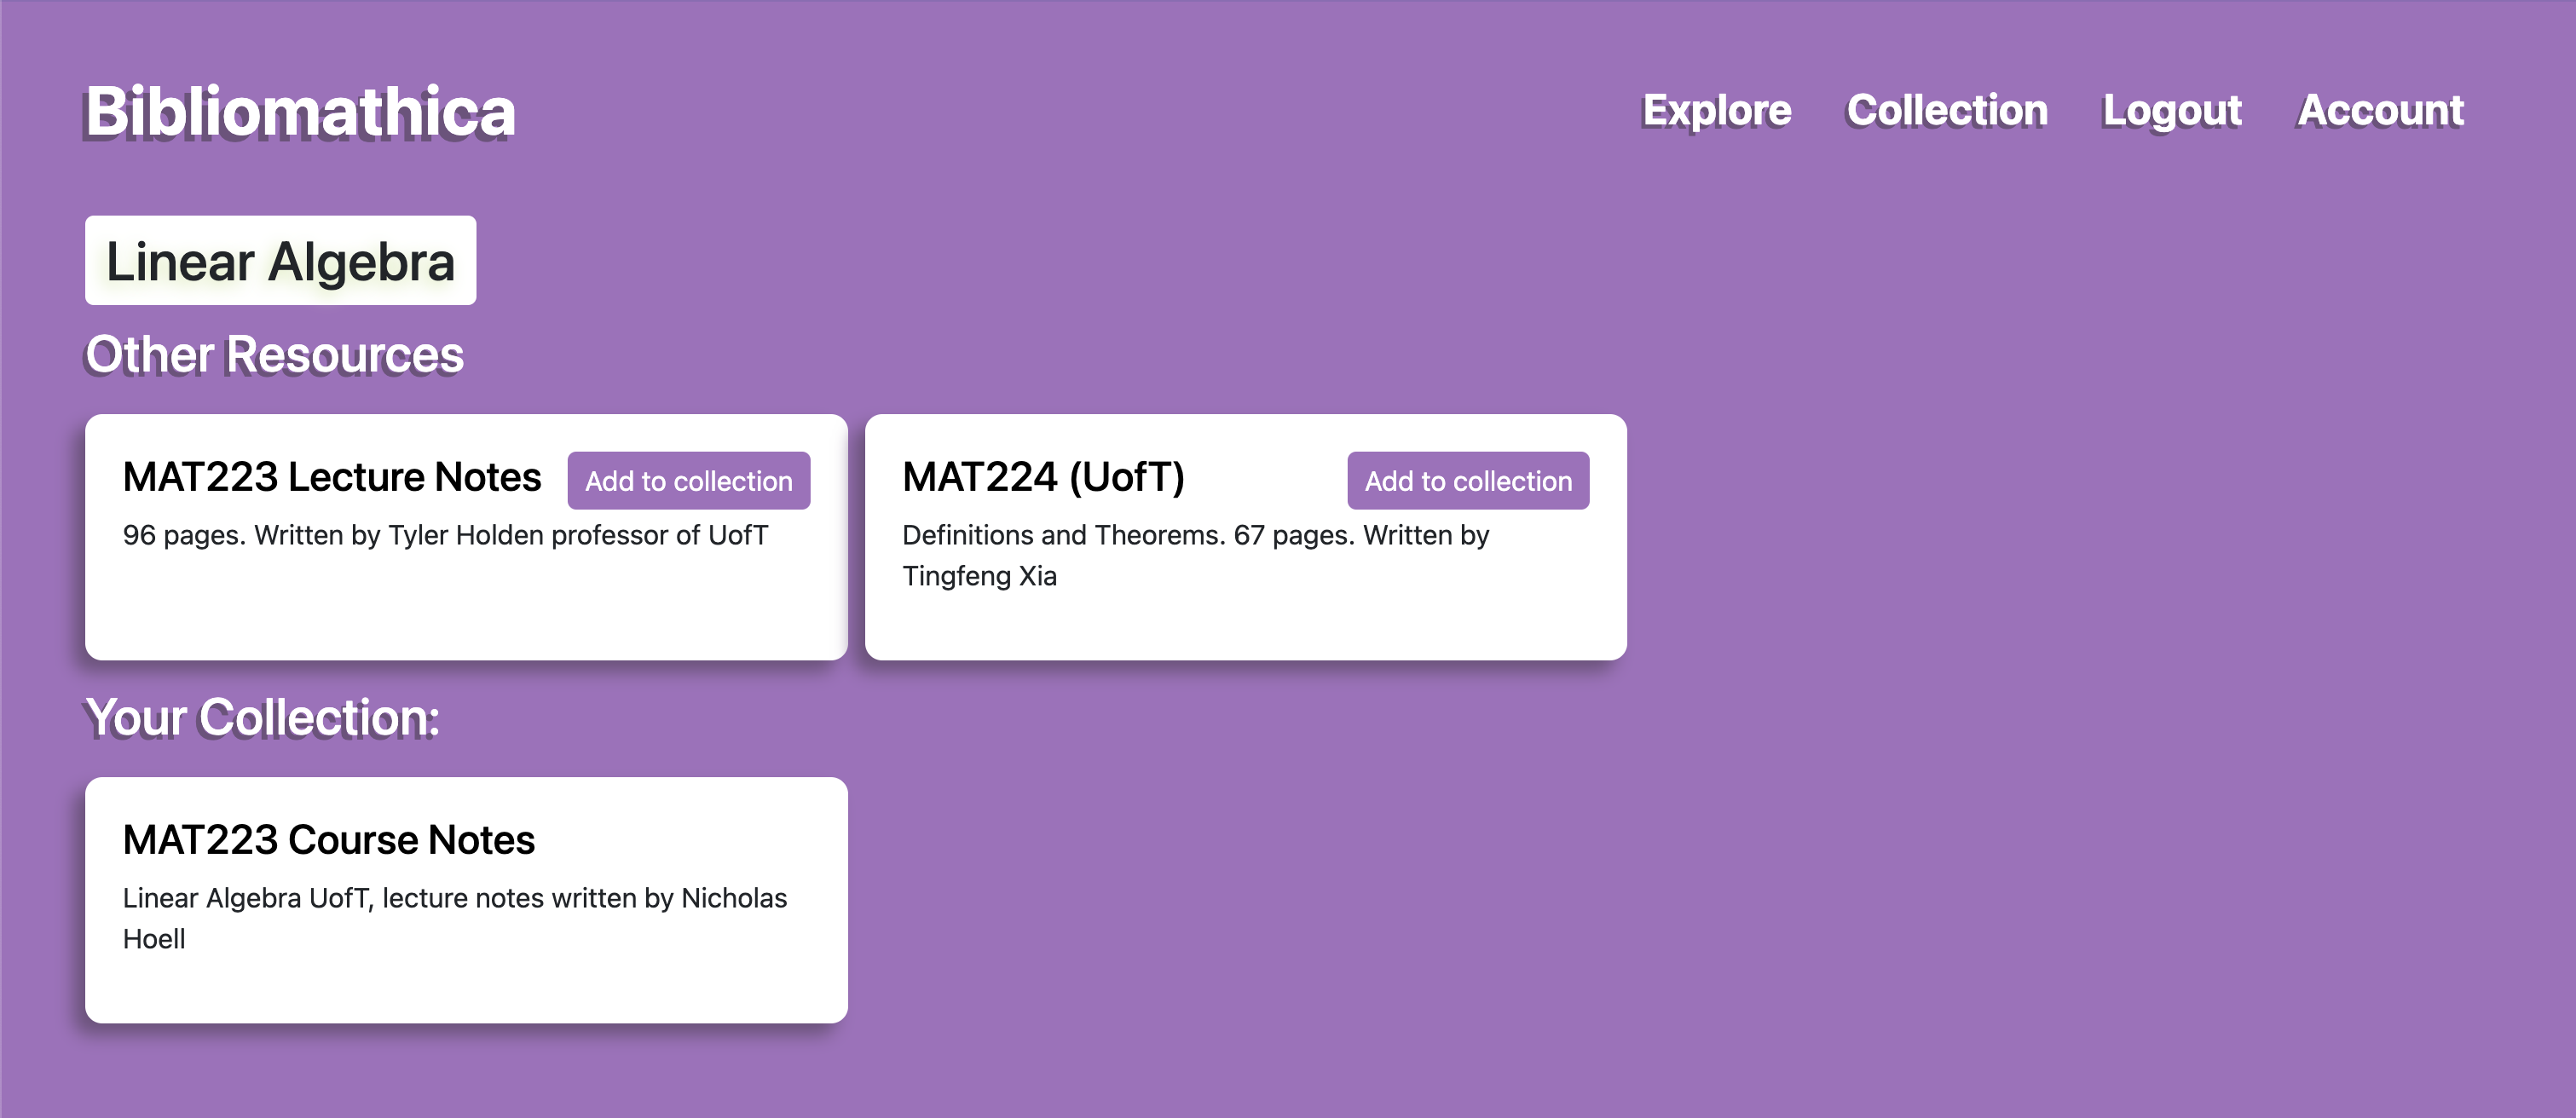 Bibliomathica
Explore Collection Logout Account
Linear Algebra
Other Resources
MAT223 Lecture Notes
Add to collection
96 pages. Written by Tyler Holden professor of UofT
MAT224 (UofT)
Add to collection
Definitions and Theorems. 67 pages. Written by
Tingfeng Xia
Your Collection:
MAT223 Course Notes
Linear Algebra UofT, lecture notes written by Nicholas
Hoell